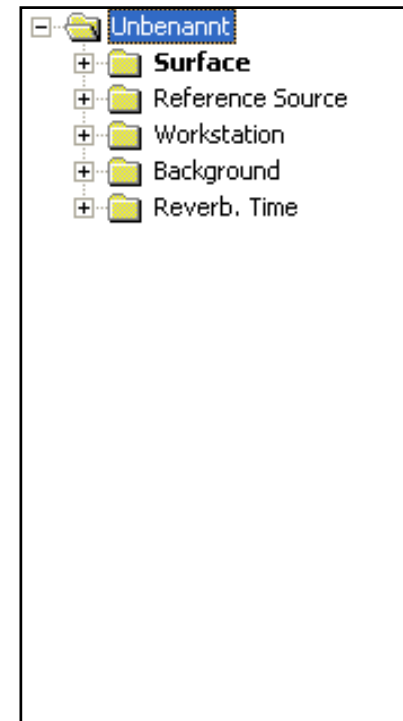 Unbenannt
Surface
Reference Source
Workstation
Background
Reverb. Time